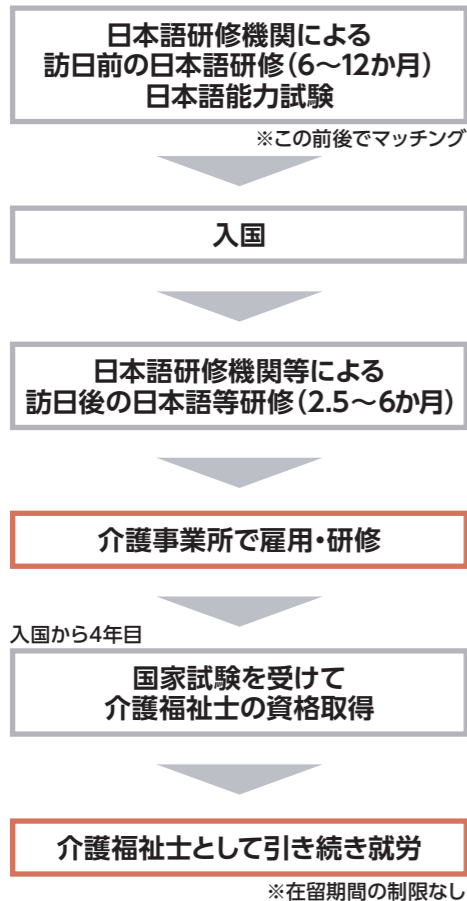 日本語研修機関による
訪日前の日本語研修（6～12か月）
日本語能力試験
※この前後でマッチング
入国
日本語研修機関等による
訪日後の日本語等研修（2.5～6か月）
介護事業所で雇用・研修
入国から4年目
国家試験を受けて
介護福祉士の資格取得
介護福祉士として引き続き就労
※在留期間の制限なし